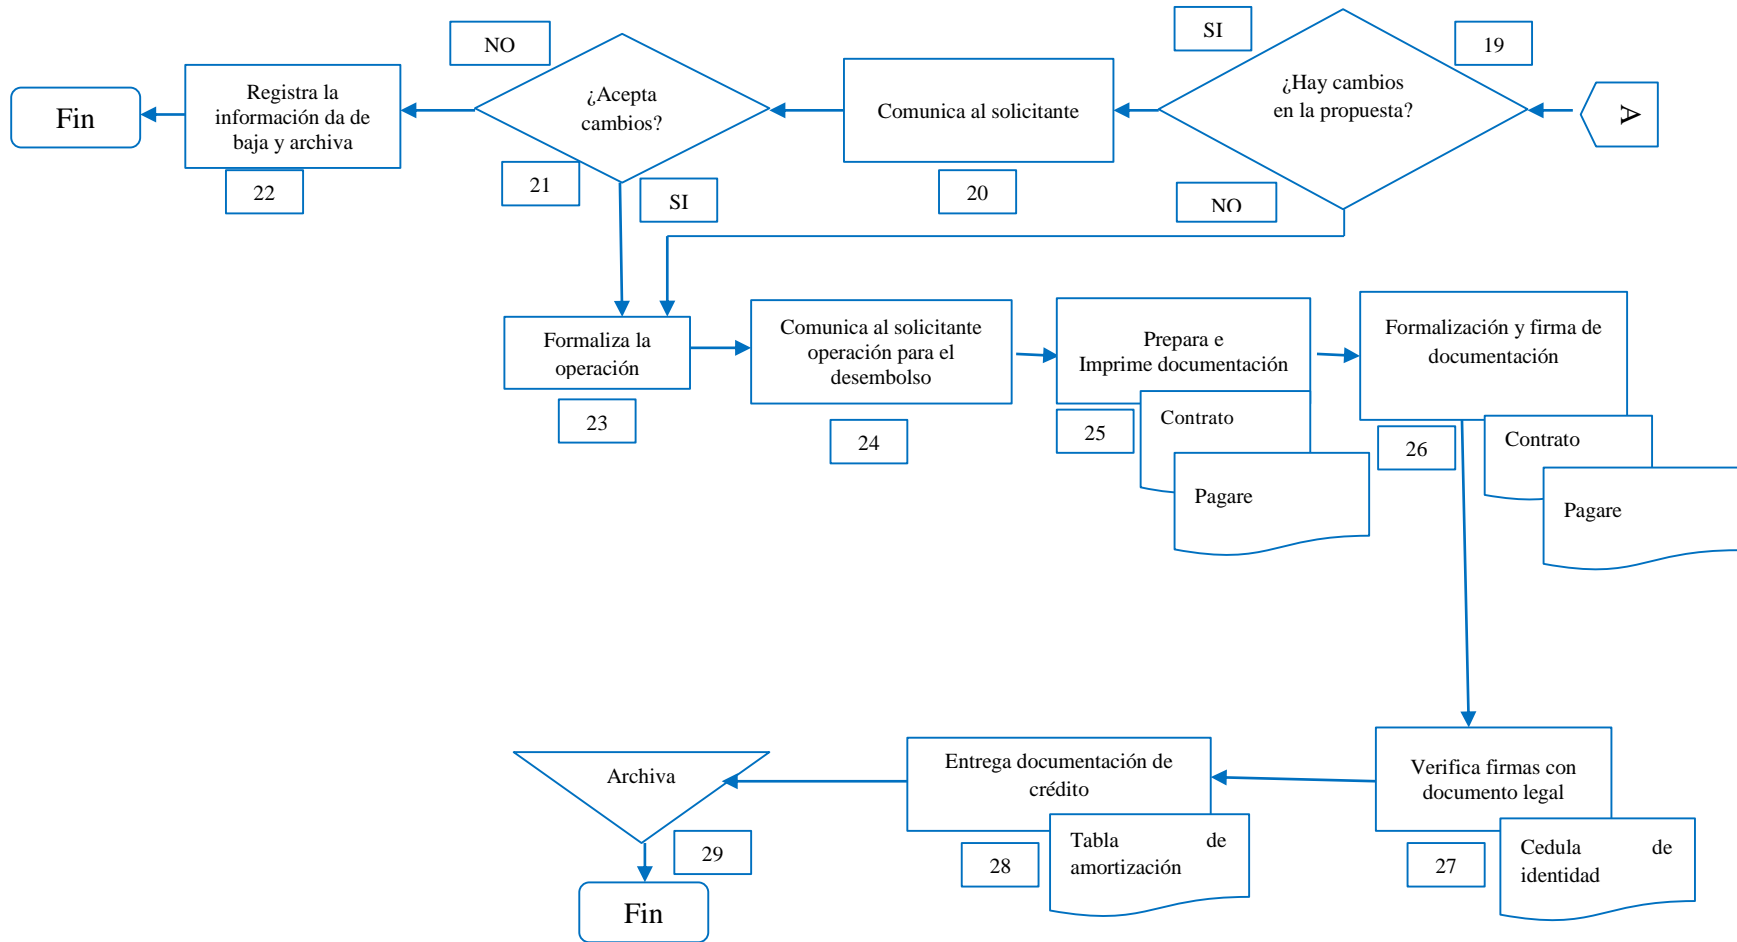 NO
SI
19
Fin
Registra la
información da de
baja y archiva
¿Acepta
cambios?
Comunica al solicitante
¿Hay cambios
en la propuesta?
A
22
21
SI
20
NO
Formaliza la
operación
Comunica al solicitante
operación para el
desembolso
Prepara e
Imprime documentación
Formalización y firma de
documentación
23
24
25
Contrato
Pagare
26
Contrato
Pagare
Archiva
Entrega documentación de
crédito
Verifica firmas con
documento legal
29
28
Tabla de
amortización
27
Cedula de
identidad
Fin